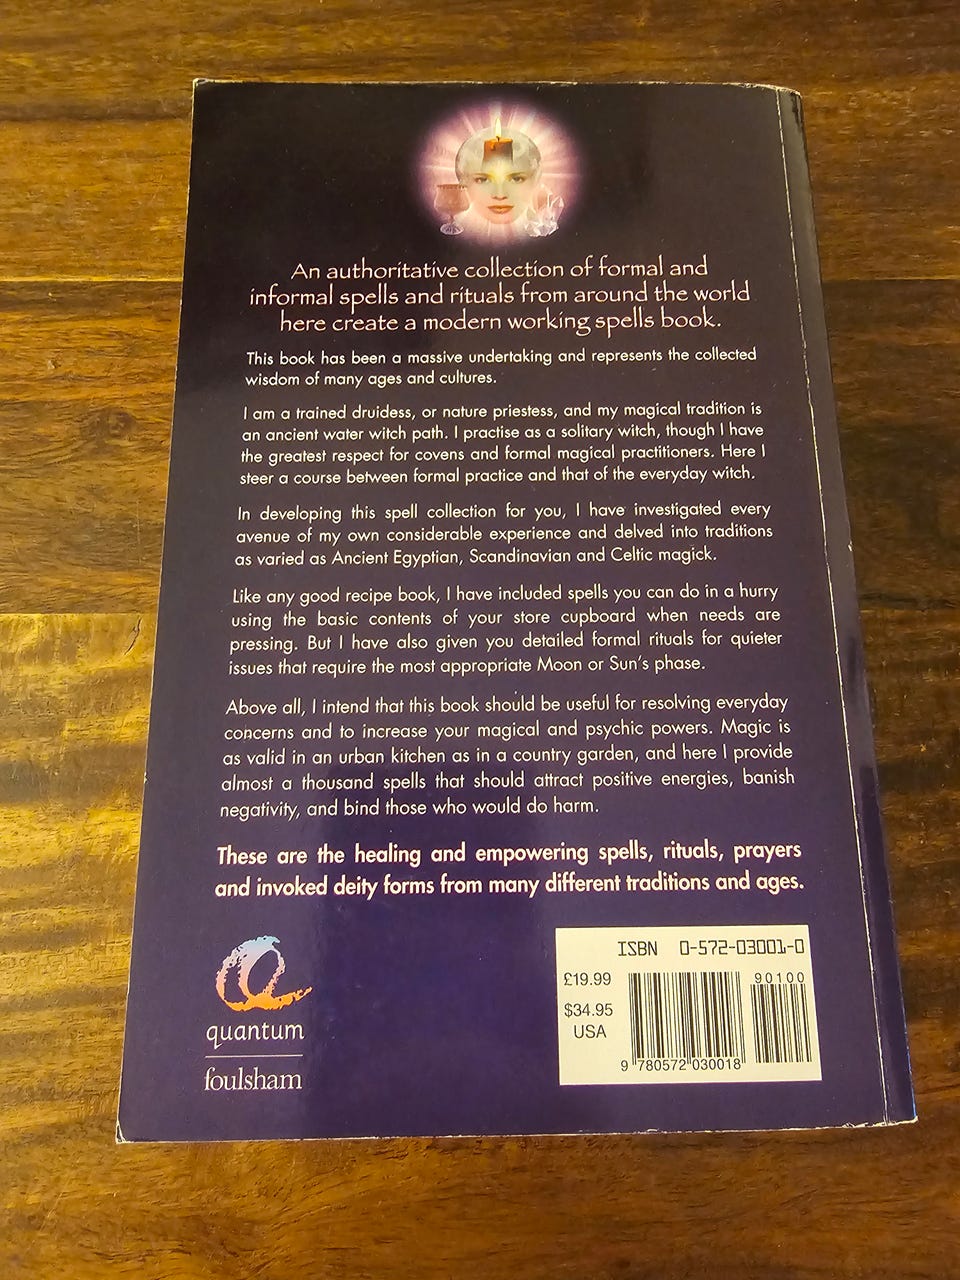 An authoritative collection of formal and
informal spells and rituals from around the world
here create a modern working spells book.
This book has been a massive undertaking and represents the collected
wisdom of many ages and cultures.
I am a trained druidess, or nature priestess, and my magical tradition is
an ancient water witch path. I practise as a solitary witch, though I have
the greatest respect for covens and formal magical practitioners. Here I
steer a course between formal practice and that of the everyday witch.
In developing this spell collection for you, I have investigated every
avenue of my own considerable experience and delved into traditions
as varied as Ancient Egyptian, Scandinavian and Celtic magick.
Like any good recipe book, I have included spells you can do in a hurry
using the basic contents of your store cupboard when needs are
pressing. But I have also given you detailed formal rituals for quieter
issues that require the most appropriate Moon or Sun's phase.
Above all, I intend that this book should be useful for resolving everyday
concerns and to increase your magical and psychic powers. Magic is
as valid in an urban kitchen as in a country garden, and here I provide
almost a thousand spells that should attract positive energies, banish
negativity, and bind those who would do harm.
These are the healing and empowering spells, rituals, prayers
and invoked deity forms from many different traditions and ages.
quantum
foulsham
ISBN 0-572-03001-0
£19.99
$34.95
USA
90100
9 780572 030018